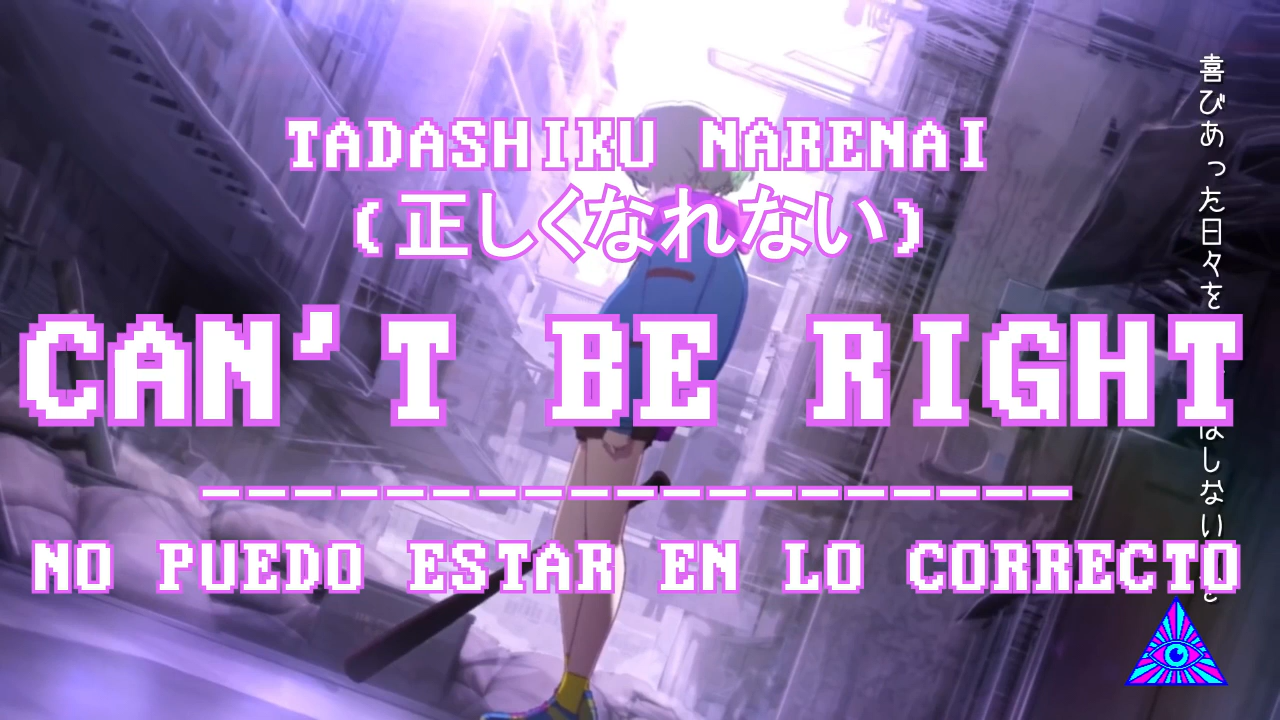 TADASHIKU NARENAI
(正しくなれない)
CAN'T BE RIGHT
--------------------
NO PUEDO ESTAR EN LO CORRECTO
喜びあった日々を
はしない